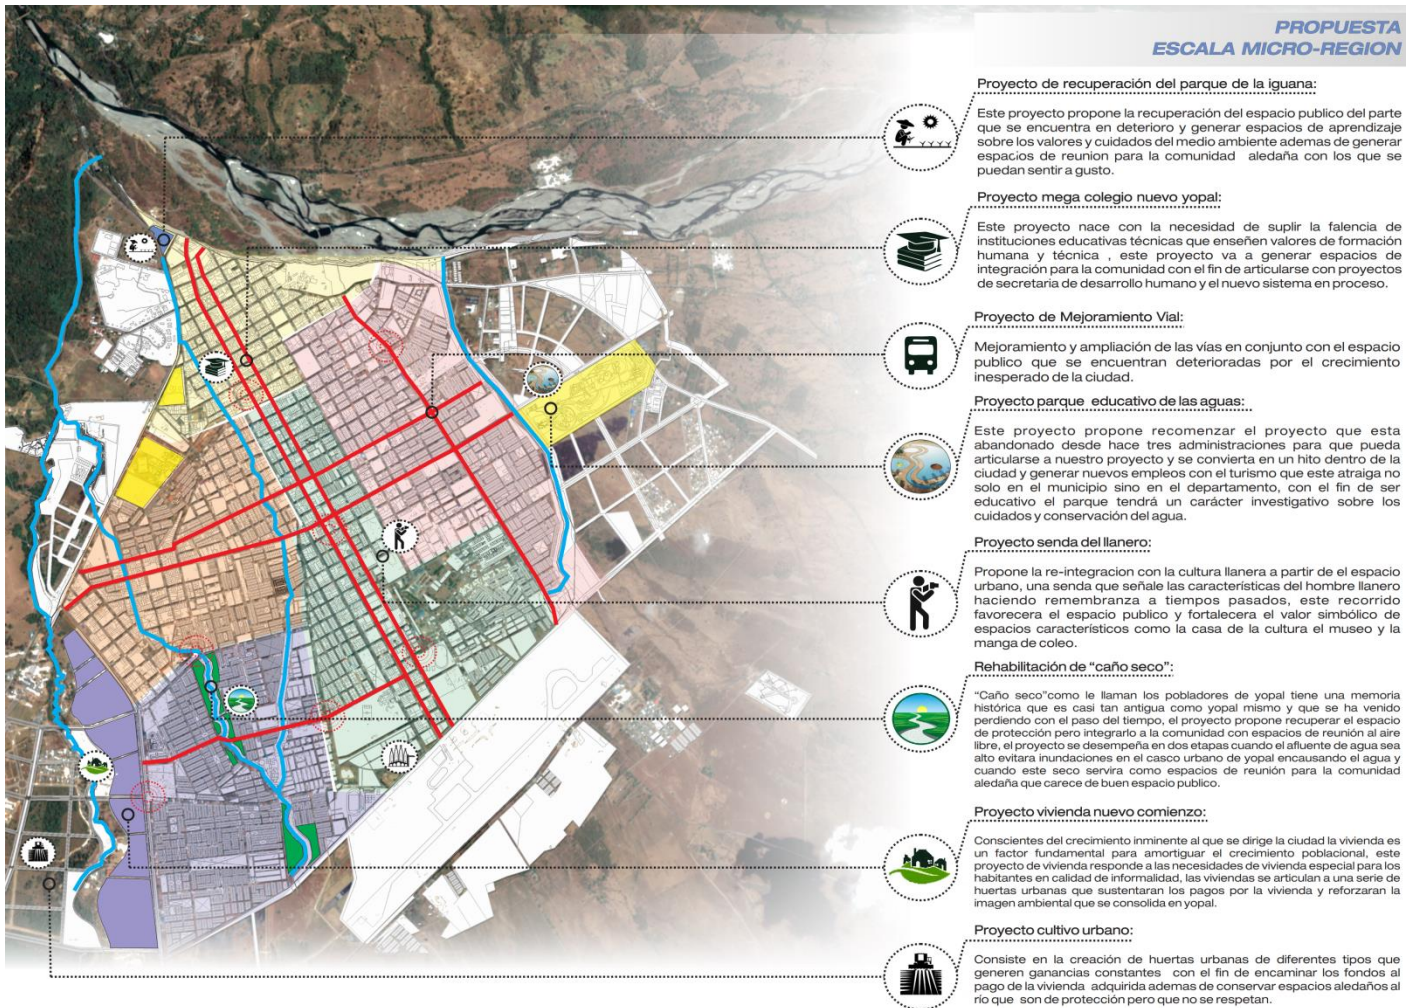 PROPUESTA
ESCALA MICRO-REGION
Proyecto de recuperación del parque de la iguana:
Este proyecto propone la recuperación del espacio publico del parte
que se encuentra en deterioro y generar espacios de aprendizaje
sobre los valores y cuidados del medio ambiente ademas de generar
espacios de reunion para la comunidad aledaña con los que se
puedan sentir a gusto.
Proyecto mega colegio nuevo yopal:
Este proyecto nace con la necesidad de suplir la falencia de
instituciones educativas técnicas que enseñen valores de formación
humana y técnica , este proyecto va a generar espacios de
integración para la comunidad con el fin de articularse con proyectos
de secretaria de desarrollo humano y el nuevo sistema en proceso.
Proyecto de Mejoramiento Vial:
Mejoramiento y ampliación de las vías en conjunto con el espacio
publico que se encuentran deterioradas por el crecimiento
inesperado de la ciudad.
Proyecto parque educativo de las aguas:
Este proyecto propone recomenzar el proyecto que esta
abandonado desde hace tres administraciones para que pueda
articularse a nuestro proyecto y se convierta en un hito dentro de la
ciudad y generar nuevos empleos con el turismo que este atraiga no
solo en el municipio sino en el departamento, con el fin de ser
educativo el parque tendrá un carácter investigativo sobre los
cuidados y conservación del agua.
Proyecto senda del llanero:
Propone la re-integracion con la cultura llanera a partir de el espacio
urbano, una senda que señale las características del hombre llanero
haciendo remembranza a tiempos pasados, este recorrido
favorecera el espacio publico y fortalecera el valor simbólico de
espacios característicos como la casa de la cultura el museo y la
manga de coleo.
Rehabilitación de “caño seco”:
“Caño seco”como le llaman los pobladores de yopal tiene una memoria
histórica que es casi tan antigua como yopal mismo y que se ha venido
perdiendo con el paso del tiempo, el proyecto propone recuperar el espacio
de protección pero integrarlo a la comunidad con espacios de reunión al aire
libre, el proyecto se desempeña en dos etapas cuando el afluente de agua sea
alto evitara inundaciones en el casco urbano de yopal encausando el agua y
cuando este seco servira como espacios de reunión para la comunidad
aledaña que carece de buen espacio publico.
Proyecto vivienda nuevo comienzo:
Conscientes del crecimiento inminente al que se dirige la ciudad la vivienda es
un factor fundamental para amortiguar el crecimiento poblacional, este
proyecto de vivienda responde a las necesidades de vivienda especial para los
habitantes en calidad de informalidad, las viviendas se articulan a una serie de
huertas urbanas que sustentaran los pagos por la vivienda y reforzaran la
imagen ambiental que se consolida en yopal.
Proyecto cultivo urbano:
Consiste en la creación de huertas urbanas de diferentes tipos que
generen ganancias constantes con el fin de encaminar los fondos al
pago de la vivienda adquirida ademas de conservar espacios aledaños al
río que son de protección pero que no se respetan.